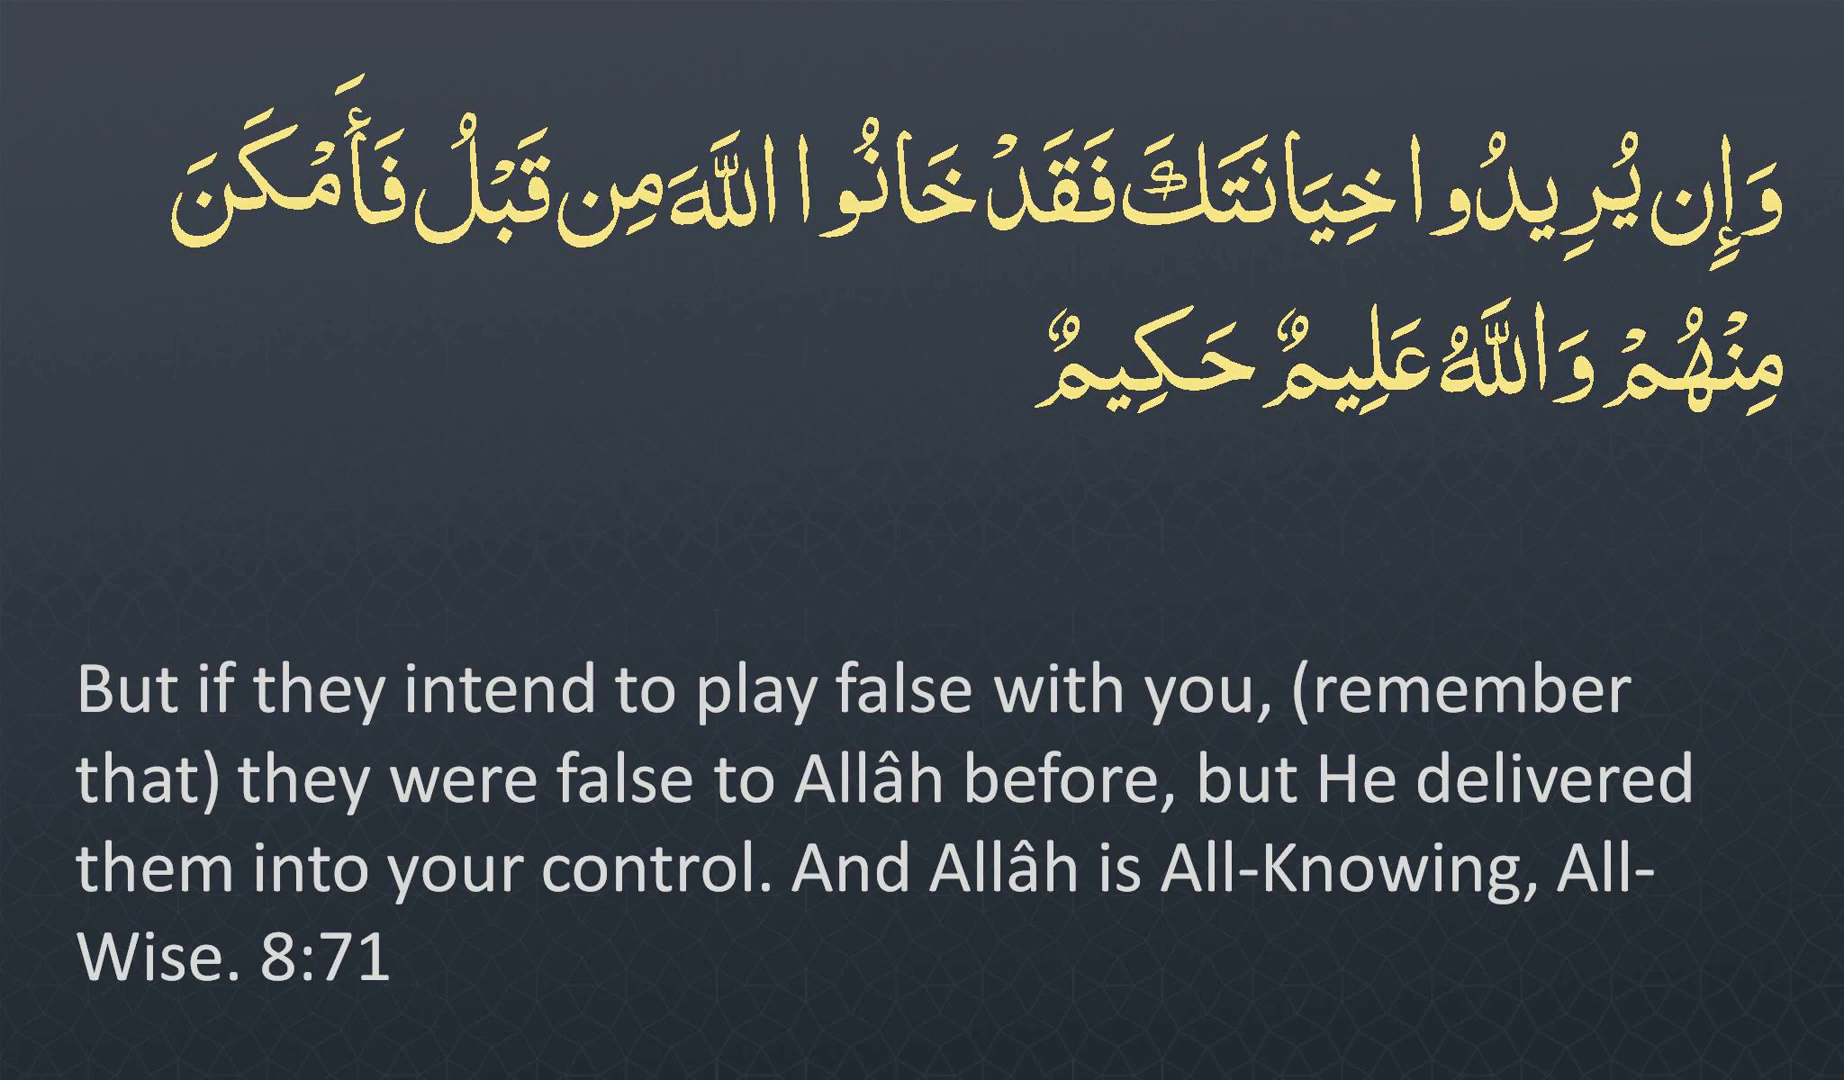 وَإِن يُرِيدُوا خِيَانَتَكَ فَقَدْ خَانُوا اللَّهَ مِن قَبْلُ فَأَمْكَنَ
مِنْهُمْ وَاللَّهُ عَلِيمٌ حَكِيمٌ
But if they intend to play false with you, (remember
that) they were false to Allâh before, but He delivered
them into your control. And Allâh is All-Knowing, All-
Wise. 8:71